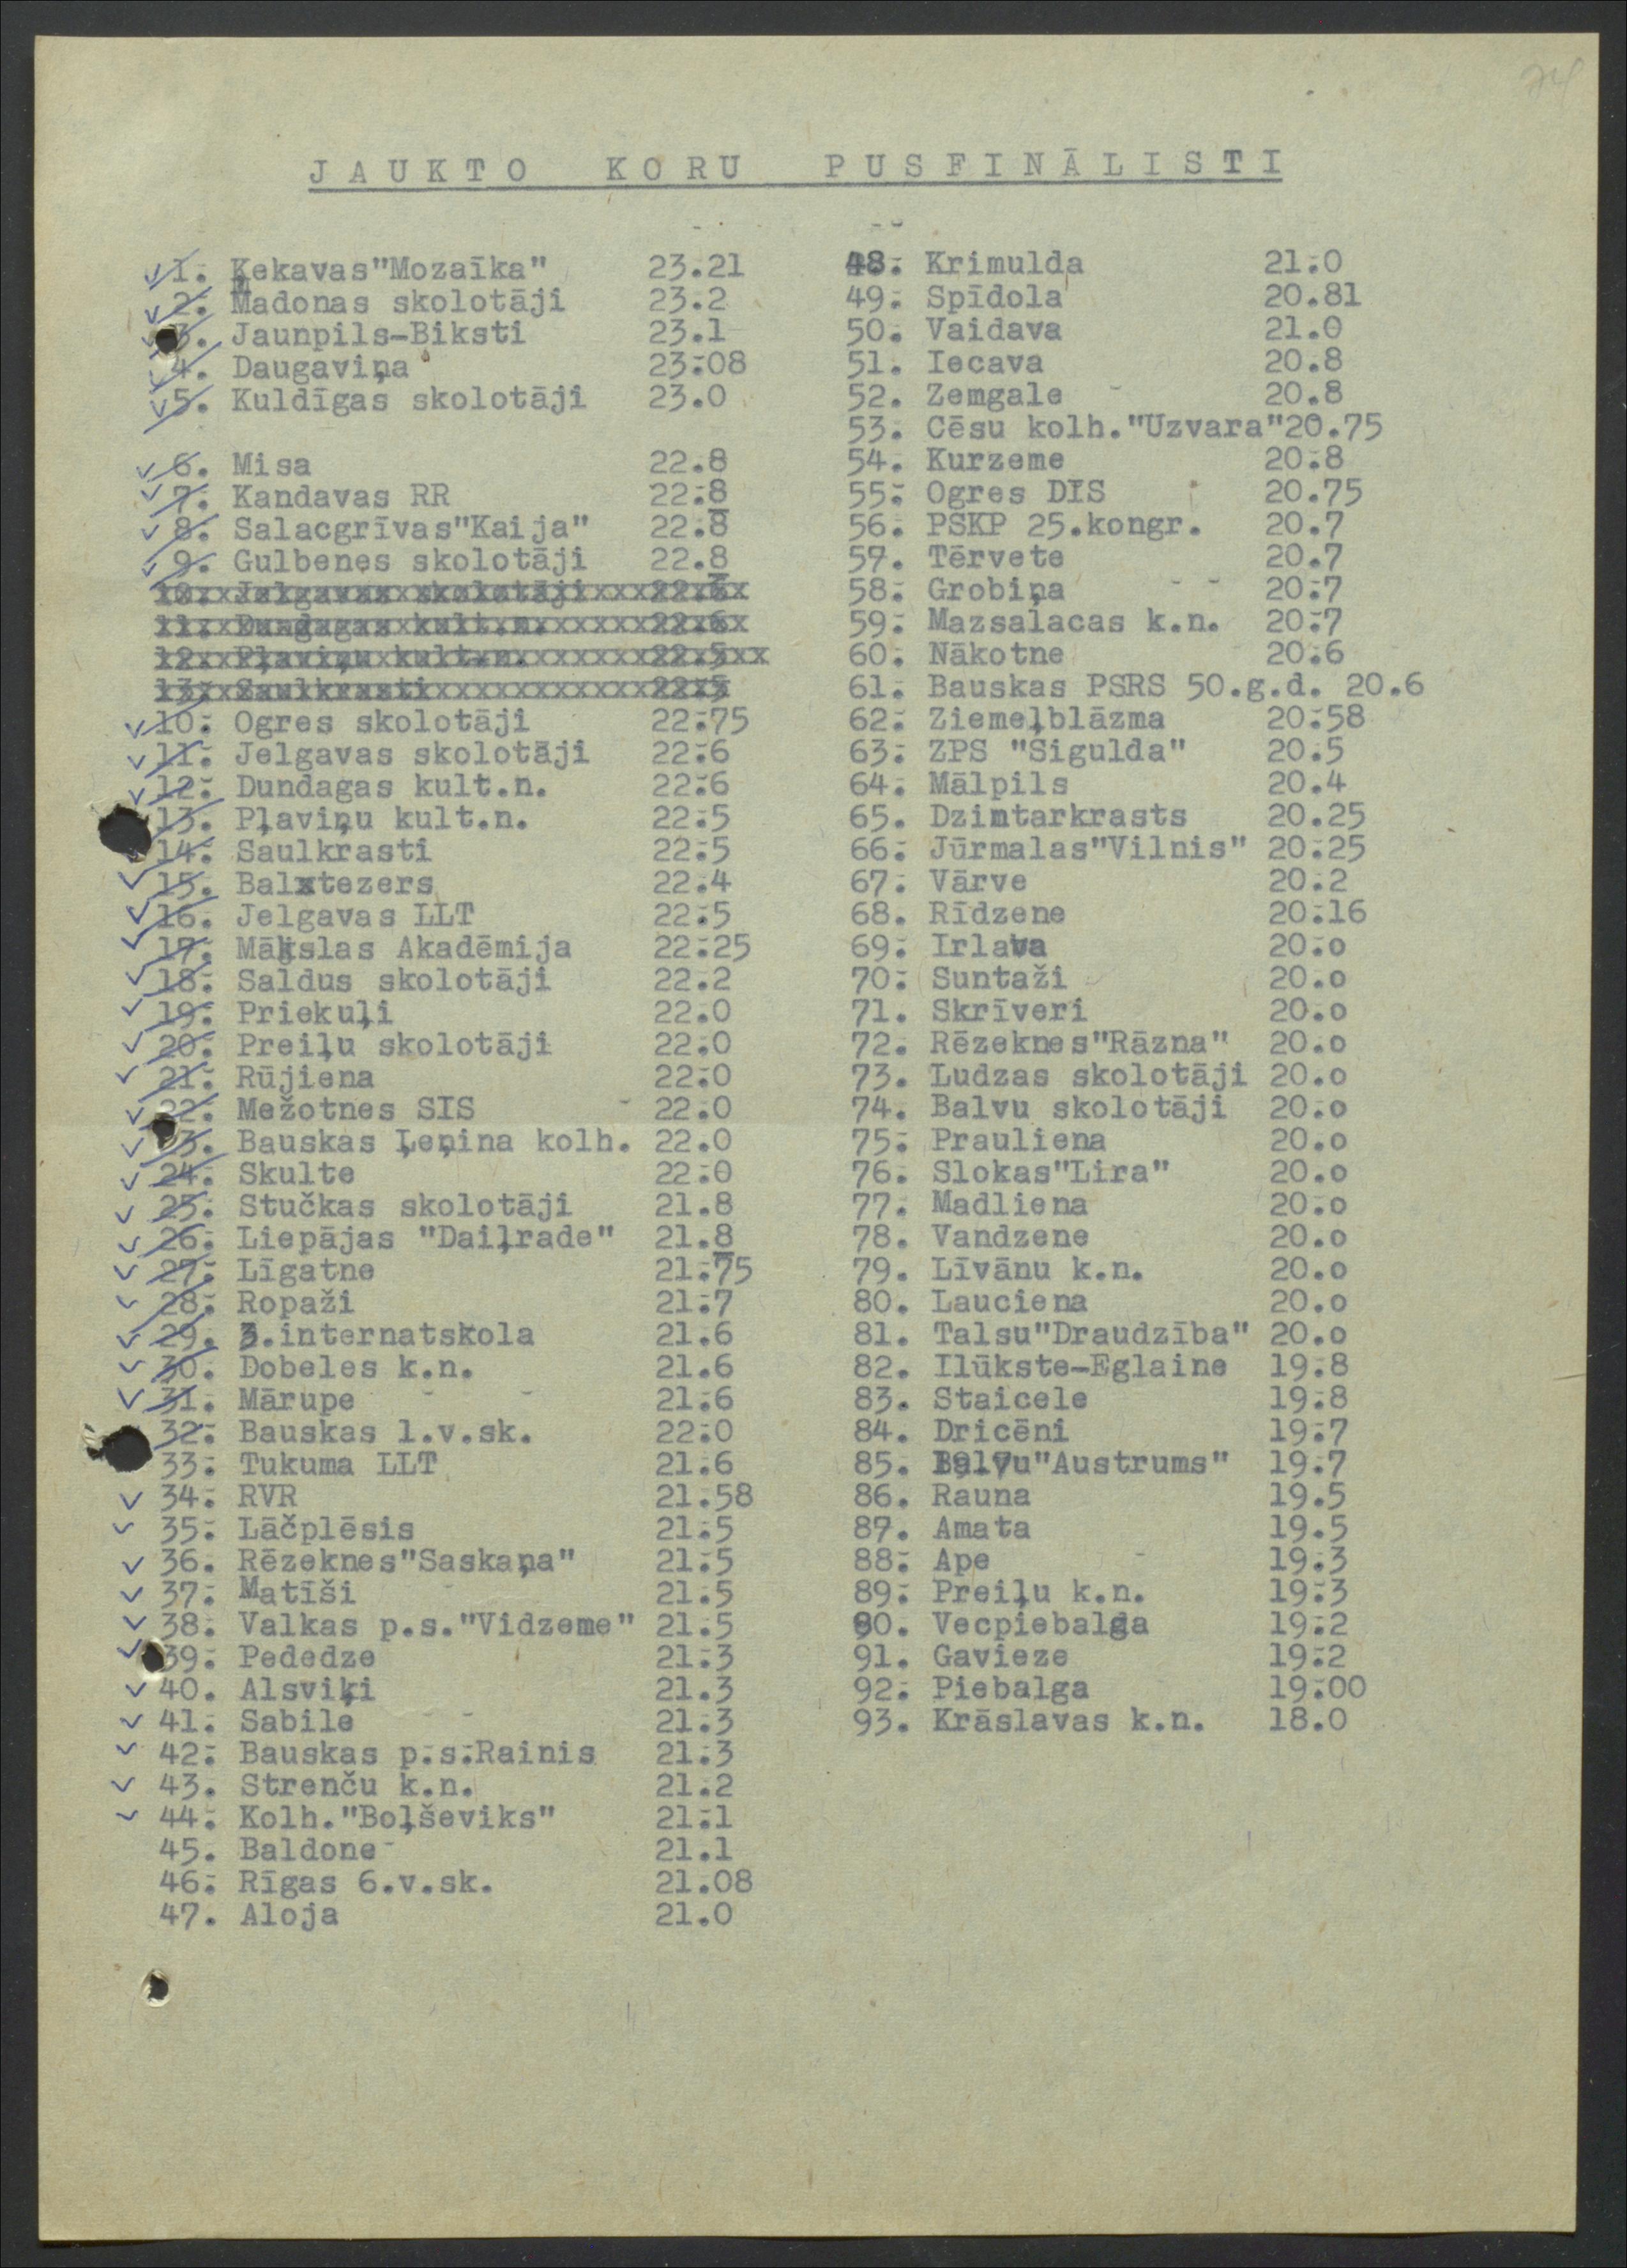 24
JAUKTO KORU PUSFINĀLISTI
1. Ķekavas"Mozaīka" 23.21
2. Madonas skolotāji 23.2
3. Jaunpils-Biksti 23.1
4. Daugaviņa 23.08
5. Kuldīgas skolotāji 23.0
6. Misa 22.8
7. Kandavas RR 22.8
8. Salacgrīvas"Kaija" 22.8
9. Gulbenes skolotāji 22.8
10. Jelgavas skolotāji 22.6
11. Dundagas kult.n. 22.6
12. Pļaviņu kult.n. 22.5
13. Saulkrasti 22.5
10. Ogres skolotāji 22.75
11. Jelgavas skolotāji 22.6
12. Dundagas kult.n. 22.6
13. Pļaviņu kult.n. 22.5
14. Saulkrasti 22.5
15. Baltezers 22.4
16. Jelgavas LLT 22.5
17. Mākslas Akadēmija 22.25
18. Saldus skolotāji 22.2
19. Priekuļi 22.0
20. Preiļu skolotāji 22.0
21. Rūjiena 22.0
22. Mežotnes SIS 22.0
23. Bauskas Ļeņina kolh. 22.0
24. Skulte 22.0
25. Stučkas skolotāji 21.8
26. Liepājas "Daiļrade" 21.8
27. Līgatne 21.75
28. Ropaži 21.7
29. 3.internatskola 21.6
30. Dobeles k.n. 21.6
31. Mārupe 21.6
32. Bauskas l.v.sk. 22.0
33. Tukuma LLT 21.6
34. RVR 21.58
35. Lāčplēsis 21.5
36. Rēzeknes"Saskaņa" 21.5
37. Matīši 21.5
38. Valkas p.s."Vidzeme" 21.5
39. Pededze 21.3
40. Alsviķi 21.3
41. Sabile 21.3
42. Bauskas p.s.Rainis 21.3
43. Strenču k.n. 21.2
44. Kolh."Boļševiks" 21.1
45. Baldone 21.1
46. Rīgas 6.v.sk. 21.08
47. Aloja 21.0
48. Krimulda 21.0
49. Spīdola 20.81
50. Vaidava 21.0
51. Iecava 20.8
52. Zemgale 20.8
53. Cēsu kolh."Uzvara"20.75
54. Kurzeme 20.8
55. Ogres DIS 20.75
56. PSKP 25.kongr. 20.7
57. Tērvete 20.7
58. Grobiņa 20.7
59. Mazsalacas k.n. 20.7
60. Nākotne 20.6
61. Bauskas PSRS 50.g.d. 20.6
62. Ziemeļblāzma 20.58
63. ZPS "Sigulda" 20.5
64. Mālpils 20.4
65. Dzintarkrasts 20.25
66. Jūrmalas"Vilnis" 20.25
67. Vārve 20.2
68. Rīdzene 20.16
69. Irlava 20.o
70. Suntaži 20.o
71. Skrīveri 20.o
72. Rēzeknes"Rāzna" 20.o
73. Ludzas skolotāji 20.o
74. Balvu skolotāji 20.o
75. Prauliena 20.o
76. Slokas"Lira" 20.o
77. Madliena 20.o
78. Vandzene 20.o
79. Līvānu k.n. 20.o
80. Lauciena 20.o
81. Talsu"Draudzība" 20.o
82. Ilūkste-Eglaine 19.8
83. Staicele 19.8
84. Dricēni 19.7
85. Balvu"Austrums" 19.7
86. Rauna 19.5
87. Amata 19.5
88. Ape 19.3
89. Preiļu k.n. 19.3
90. Vecpiebalga 19.2
91. Gavieze 19.2
92. Piebalga 19.00
93. Krāslavas k.n. 18.0